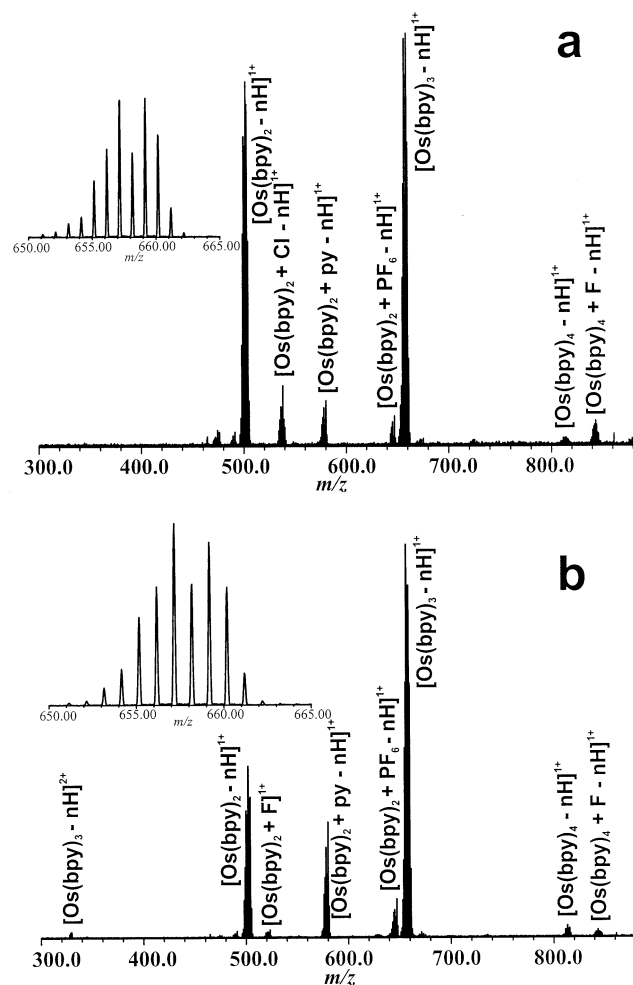 a
[Os(bpy)₂ - nH]¹⁺
[Os(bpy)₂ + Cl - nH]¹⁺
[Os(bpy)₂ + py - nH]¹⁺
[Os(bpy)₂ + PF₆ - nH]¹⁺
[Os(bpy)₃ - nH]¹⁺
[Os(bpy)₄ - nH]¹⁺
[Os(bpy)₄ + F - nH]¹⁺
650.00 655.00 660.00 665.00
m/z
300.0 400.0 500.0 600.0 700.0 800.0
m/z
b
[Os(bpy)₃ - nH]²⁺
[Os(bpy)₂ - nH]¹⁺
[Os(bpy)₂ + F]¹⁺
[Os(bpy)₂ + py - nH]¹⁺
[Os(bpy)₂ + PF₆ - nH]¹⁺
[Os(bpy)₃ - nH]¹⁺
[Os(bpy)₄ - nH]¹⁺
[Os(bpy)₄ + F - nH]¹⁺
650.00 655.00 660.00 665.00
m/z
300.0 400.0 500.0 600.0 700.0 800.0
m/z